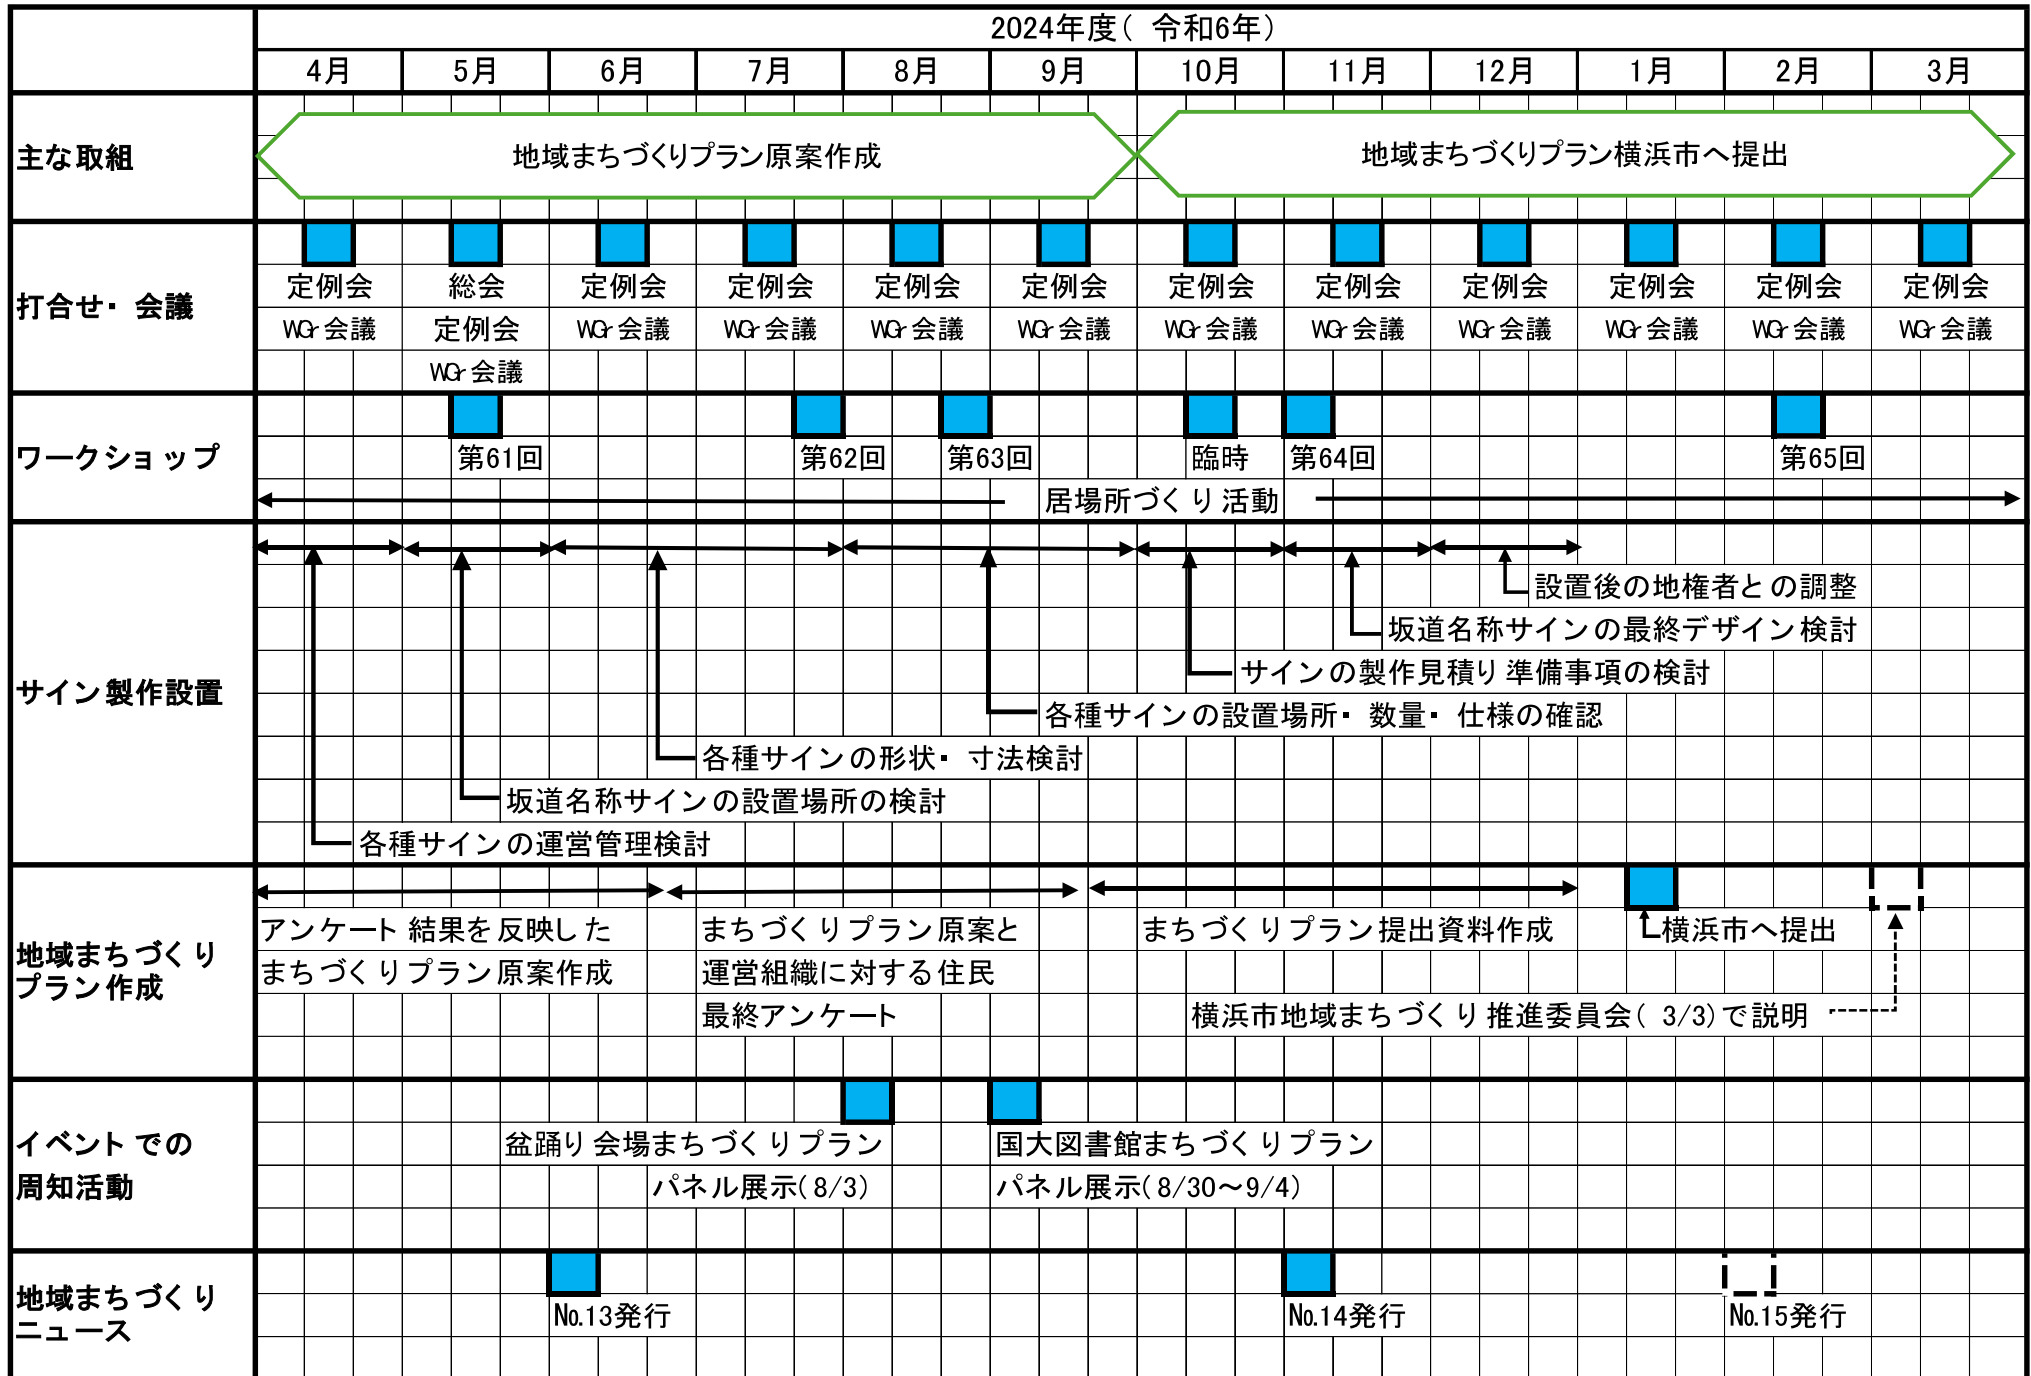 2024年度(令和6年)
4月 5月 6月 7月 8月 9月 10月 11月 12月 1月 2月 3月
主な取組
地域まちづくりプラン原案作成 地域まちづくりプラン横浜市へ提出
打合せ・会議
定例会 総会 定例会 定例会 定例会 定例会 定例会 定例会 定例会 定例会 定例会 定例会
WGr会議 定例会 WGr会議 WGr会議 WGr会議 WGr会議 WGr会議 WGr会議 WGr会議 WGr会議 WGr会議 WGr会議
WGr会議
ワークショップ
第61回 第62回 第63回 臨時 第64回 第65回
居場所づくり活動
サイン製作設置
設置後の地権者との調整
坂道名称サインの最終デザイン検討
サインの製作見積り準備事項の検討
各種サインの設置場所・数量・仕様の確認
各種サインの形状・寸法検討
坂道名称サインの設置場所の検討
各種サインの運営管理検討
地域まちづくり
プラン作成
アンケート結果を反映した
まちづくりプラン原案作成
まちづくりプラン原案と
運営組織に対する住民
最終アンケート
まちづくりプラン提出資料作成
横浜市へ提出
横浜市地域まちづくり推進委員会(3/3)で説明
イベントでの
周知活動
盆踊り会場まちづくりプラン
パネル展示(8/3)
国大図書館まちづくりプラン
パネル展示(8/30～9/4)
地域まちづくり
ニュース
№13発行 №14発行 №15発行